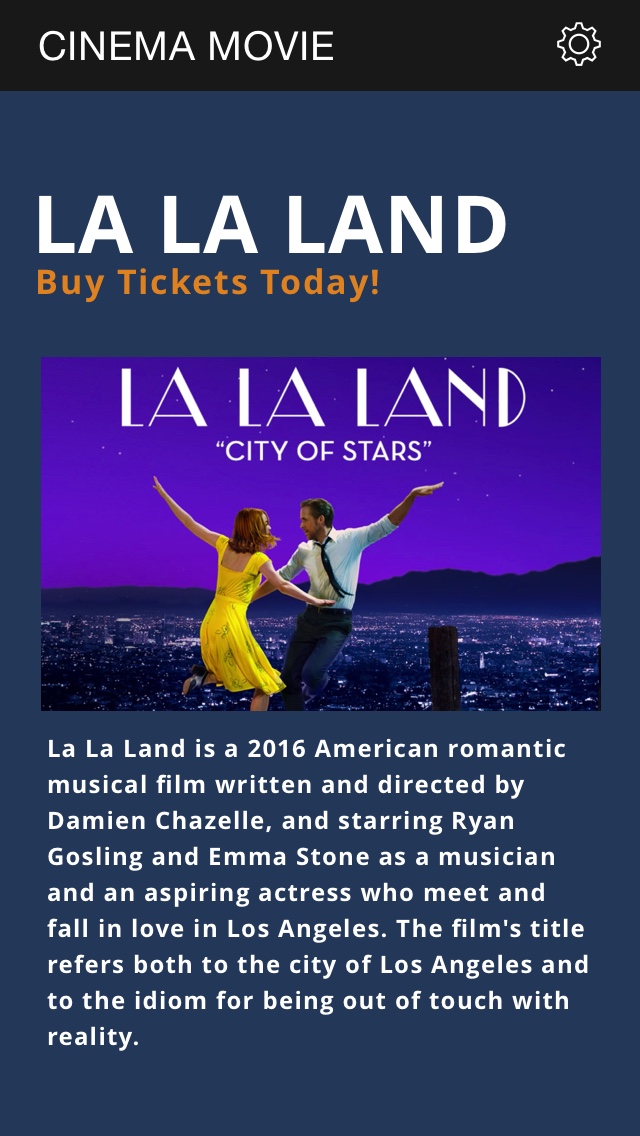 CINEMA MOVIE
LA LA LAND
Buy Tickets Today!
LA LA LAND
“CITY OF STARS”
La La Land is a 2016 American romantic
musical film written and directed by
Damien Chazelle, and starring Ryan
Gosling and Emma Stone as a musician
and an aspiring actress who meet and
fall in love in Los Angeles. The film's title
refers both to the city of Los Angeles and
to the idiom for being out of touch with
reality.